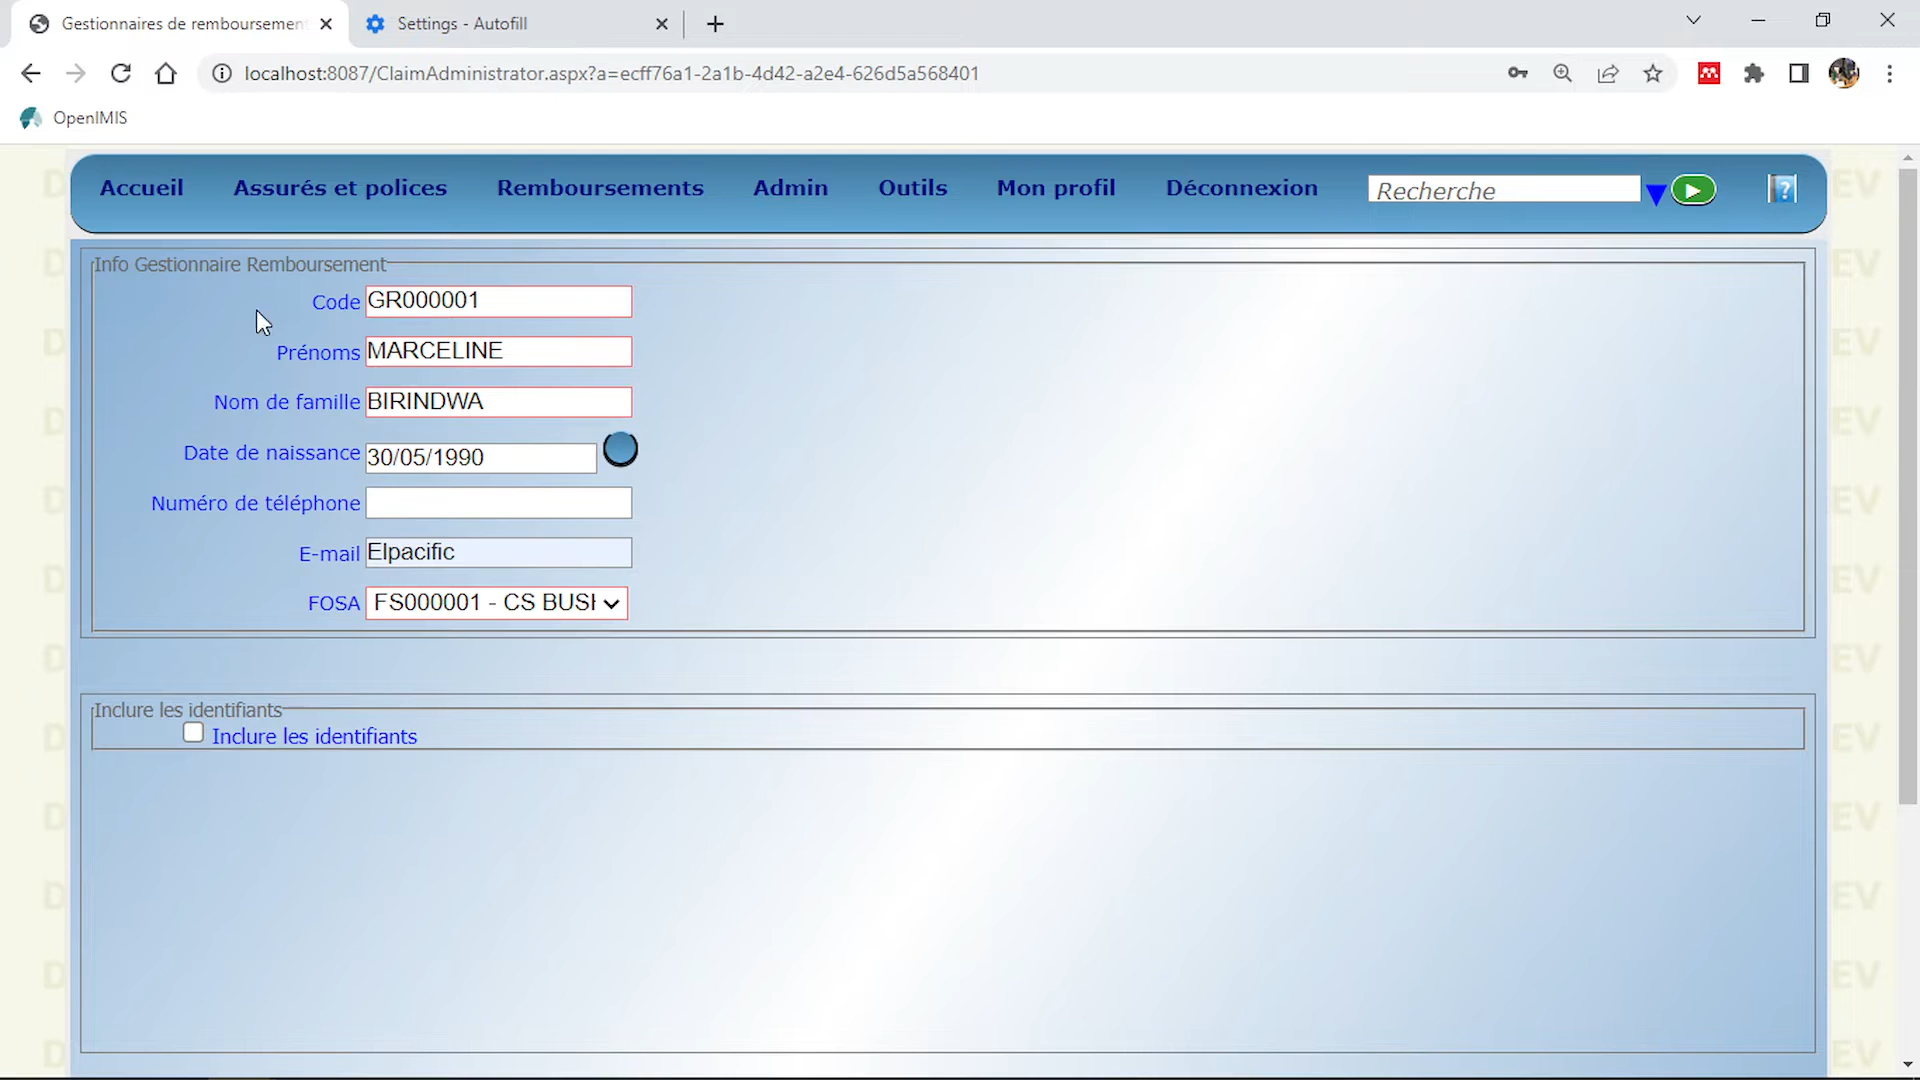 Gestionnaires de remboursemen
Settings - Autofill
localhost:8087/ClaimAdministrator.aspx?a=ecff76a1-2a1b-4d42-a2e4-626d5a568401
OpenIMIS
Accueil Assurés et polices Remboursements Admin Outils Mon profil Déconnexion Recherche
Info Gestionnaire Remboursement
Code GR000001
Prénoms MARCELINE
Nom de famille BIRINDWA
Date de naissance 30/05/1990
Numéro de téléphone
E-mail Elpacific
FOSA FS000001 - CS BUSH
Inclure les identifiants
Inclure les identifiants